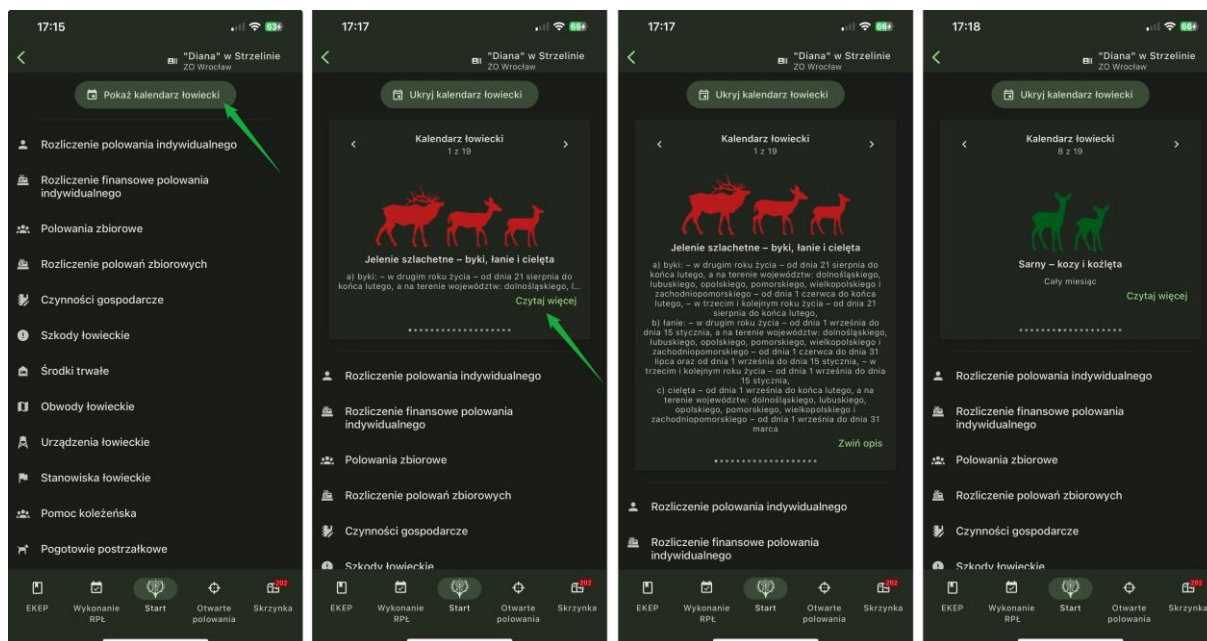 17:15
63
"Diana" w Strzelinie
ZO Wrocław
Pokaż kalendarz łowiecki
Rozliczenie polowania indywidualnego
Rozliczenie finansowe polowania
indywidualnego
Polowania zbiorowe
Rozliczenie polowań zbiorowych
Czynności gospodarcze
Szkody łowieckie
Środki trwałe
Obwody łowieckie
Urządzenia łowieckie
Stanowiska łowieckie
Pomoc koleżeńska
Pogotowie postrzałkowe
202
EKEP
Wykonanie
RPŁ
Start
Otwarte
polowania
Skrzynka
17:17
66
"Diana" w Strzelinie
ZO Wrocław
Ukryj kalendarz łowiecki
Kalendarz łowiecki
1 z 19
Jelenie szlachetne – byki, łanie i cielęta
a) byki: – w drugim roku życia – od dnia 21 sierpnia do
końca lutego, a na terenie województw: dolnośląskiego, l...
Czytaj więcej
Rozliczenie polowania indywidualnego
Rozliczenie finansowe polowania
indywidualnego
Polowania zbiorowe
Rozliczenie polowań zbiorowych
Czynności gospodarcze
Szkody łowieckie
202
EKEP
Wykonanie
RPŁ
Start
Otwarte
polowania
Skrzynka
17:17
66
"Diana" w Strzelinie
ZO Wrocław
Ukryj kalendarz łowiecki
Kalendarz łowiecki
1 z 19
Jelenie szlachetne – byki, łanie i cielęta
a) byki: – w drugim roku życia – od dnia 21 sierpnia do
końca lutego, a na terenie województw: dolnośląskiego,
lubuskiego, opolskiego, pomorskiego, wielkopolskiego i
zachodniopomorskiego – od dnia 1 czerwca do końca
lutego, – w trzecim i kolejnym roku życia – od dnia 21
sierpnia do końca lutego,
b) łanie: – w drugim roku życia – od dnia 1 września do
dnia 15 stycznia, a na terenie województw: dolnośląskiego,
lubuskiego, opolskiego, pomorskiego, wielkopolskiego i
zachodniopomorskiego – od dnia 1 czerwca do dnia 31
lipca oraz od dnia 1 września do dnia 15 stycznia, – w
trzecim i kolejnym roku życia – od dnia 1 września do dnia
15 stycznia,
c) cielęta – od dnia 1 września do końca lutego, a na
terenie województw: dolnośląskiego, lubuskiego,
opolskiego, pomorskiego, wielkopolskiego i
zachodniopomorskiego – od dnia 1 września do dnia 31
marca
Zwiń opis
Rozliczenie polowania indywidualnego
Rozliczenie finansowe polowania
indywidualnego
202
EKEP
Wykonanie
RPŁ
Start
Otwarte
polowania
Skrzynka
17:18
66
"Diana" w Strzelinie
ZO Wrocław
Ukryj kalendarz łowiecki
Kalendarz łowiecki
8 z 19
Sarny – kozy i koźlęta
Cały miesiąc
Czytaj więcej
Rozliczenie polowania indywidualnego
Rozliczenie finansowe polowania
indywidualnego
Polowania zbiorowe
Rozliczenie polowań zbiorowych
Czynności gospodarcze
Szkody łowieckie
202
EKEP
Wykonanie
RPŁ
Start
Otwarte
polowania
Skrzynka